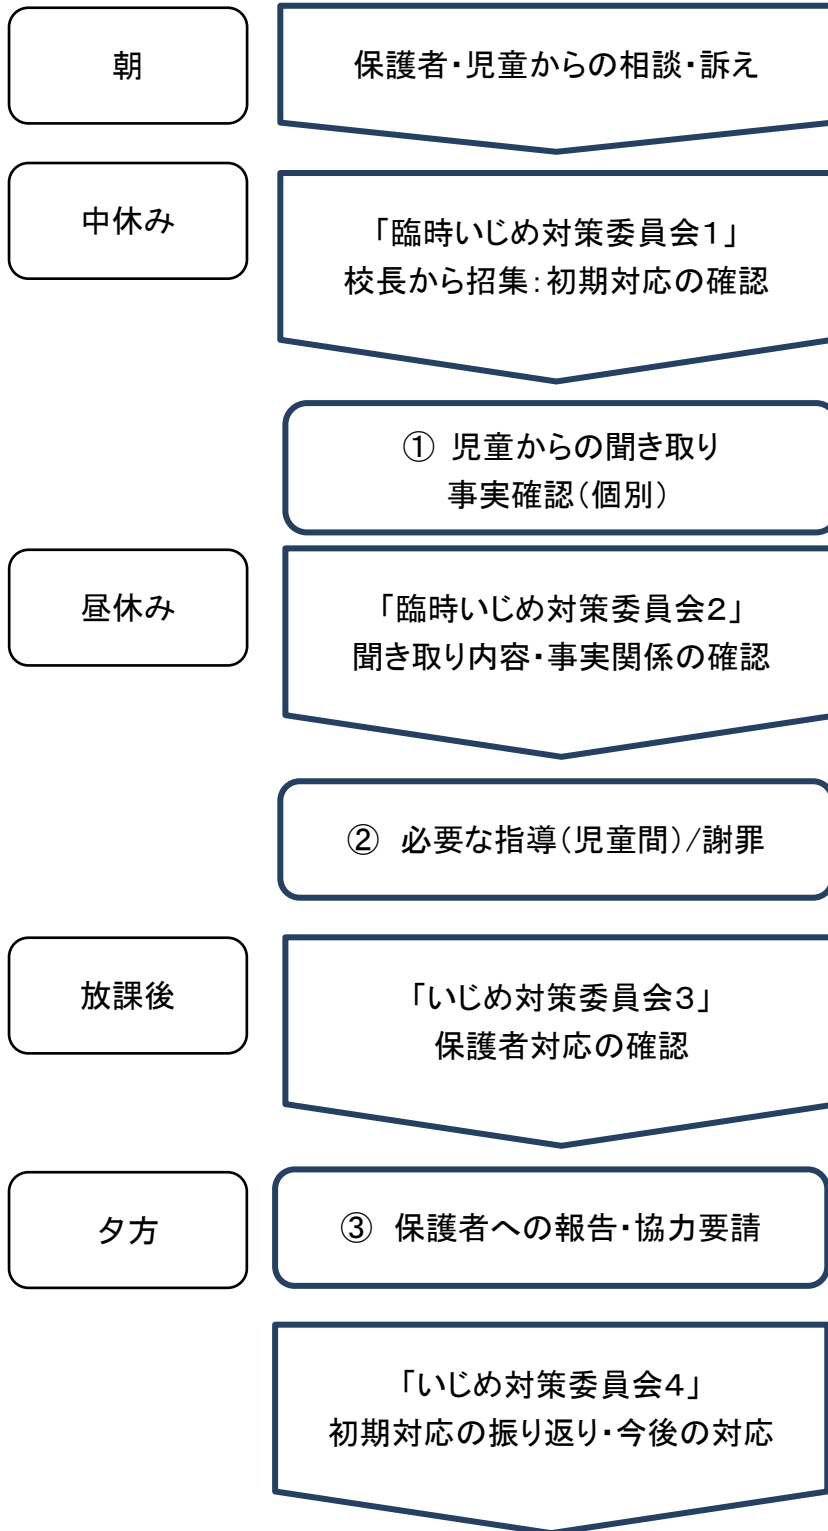 朝
保護者・児童からの相談・訴え
中休み
「臨時いじめ対策委員会１」
校長から招集：初期対応の確認
① 児童からの聞き取り
事実確認（個別）
昼休み
「臨時いじめ対策委員会２」
聞き取り内容・事実関係の確認
② 必要な指導（児童間）/謝罪
放課後
「いじめ対策委員会３」
保護者対応の確認
夕方
③ 保護者への報告・協力要請
「いじめ対策委員会４」
初期対応の振り返り・今後の対応